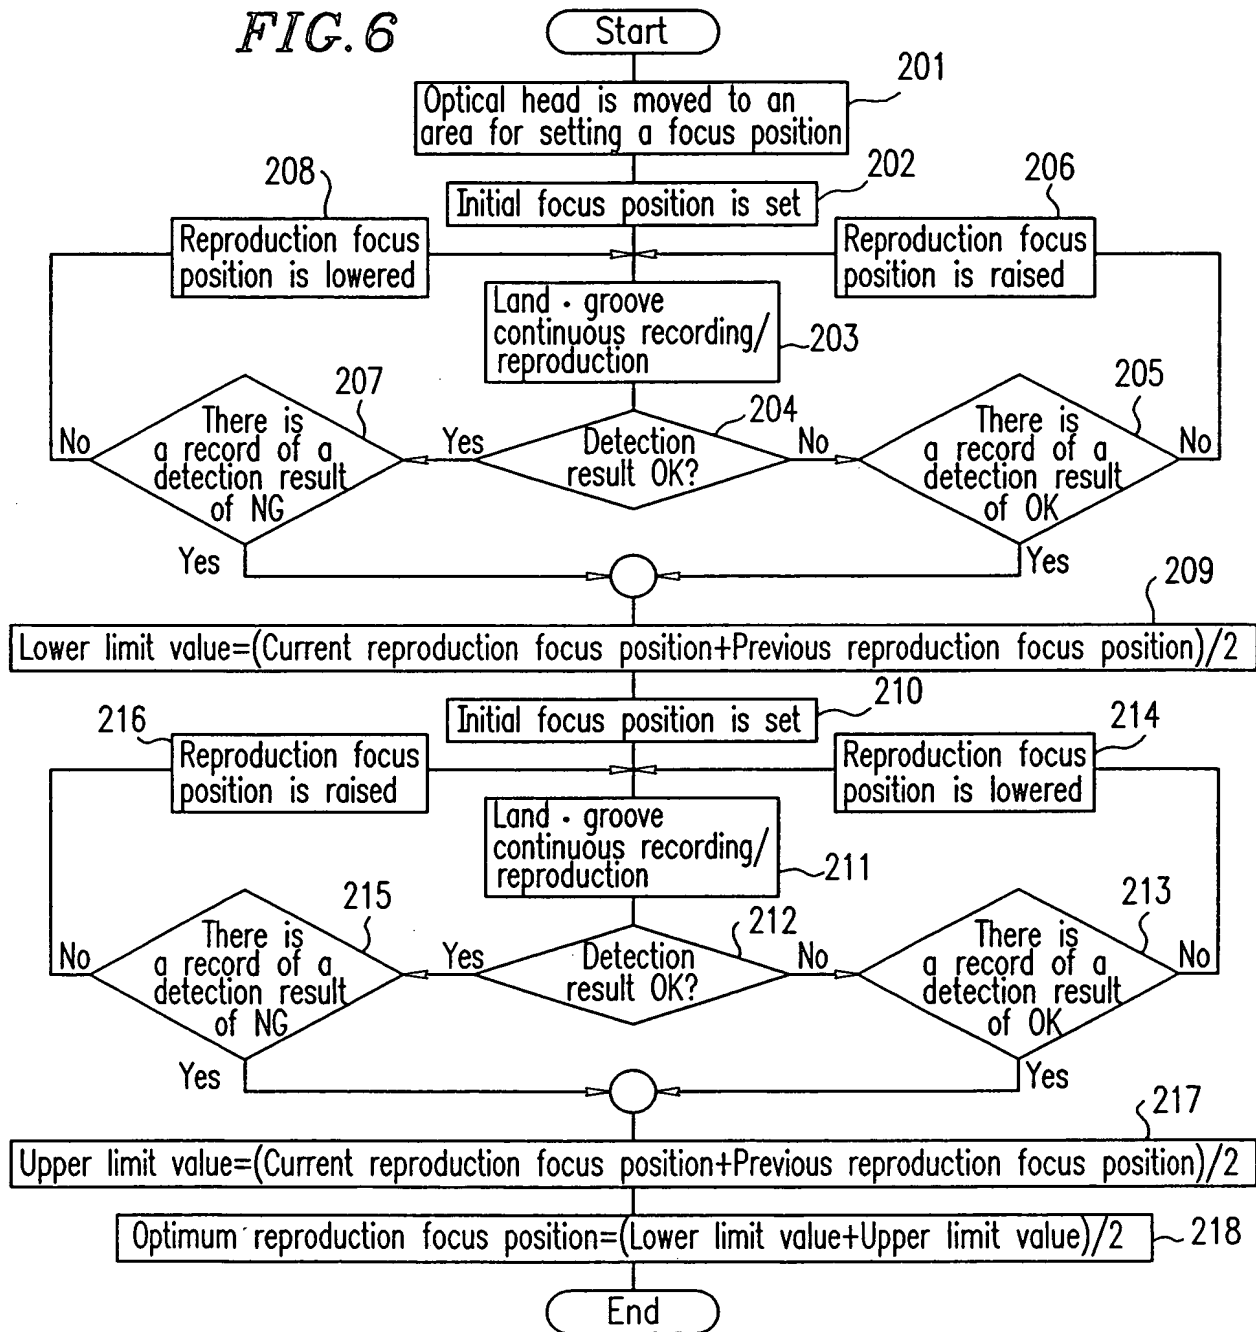 FIG. 6
Start
201
Optical head is moved to an
area for setting a focus position
202
Initial focus position is set
208
Reproduction focus
position is lowered
206
Reproduction focus
position is raised
Land · groove
continuous recording/
reproduction
203
207
There is
a record of a
detection result
of NG
No
Yes
204
Detection
result OK?
Yes
No
205
There is
a record of a
detection result
of OK
No
Yes
209
Lower limit value=(Current reproduction focus position+Previous reproduction focus position)/2
210
Initial focus position is set
216
Reproduction focus
position is raised
214
Reproduction focus
position is lowered
Land · groove
continuous recording/
reproduction
211
215
There is
a record of a
detection result
of NG
No
Yes
212
Detection
result OK?
Yes
No
213
There is
a record of a
detection result
of OK
No
Yes
217
Upper limit value=(Current reproduction focus position+Previous reproduction focus position)/2
Optimum reproduction focus position=(Lower limit value+Upper limit value)/2
218
End